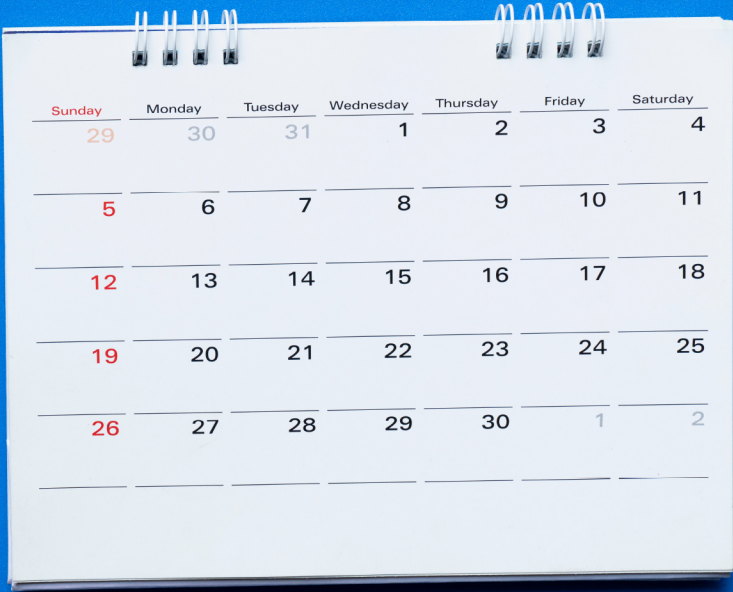 Sunday Monday Tuesday Wednesday Thursday Friday Saturday
29 30 31 1 2 3 4
5 6 7 8 9 10 11
12 13 14 15 16 17 18
19 20 21 22 23 24 25
26 27 28 29 30 1 2